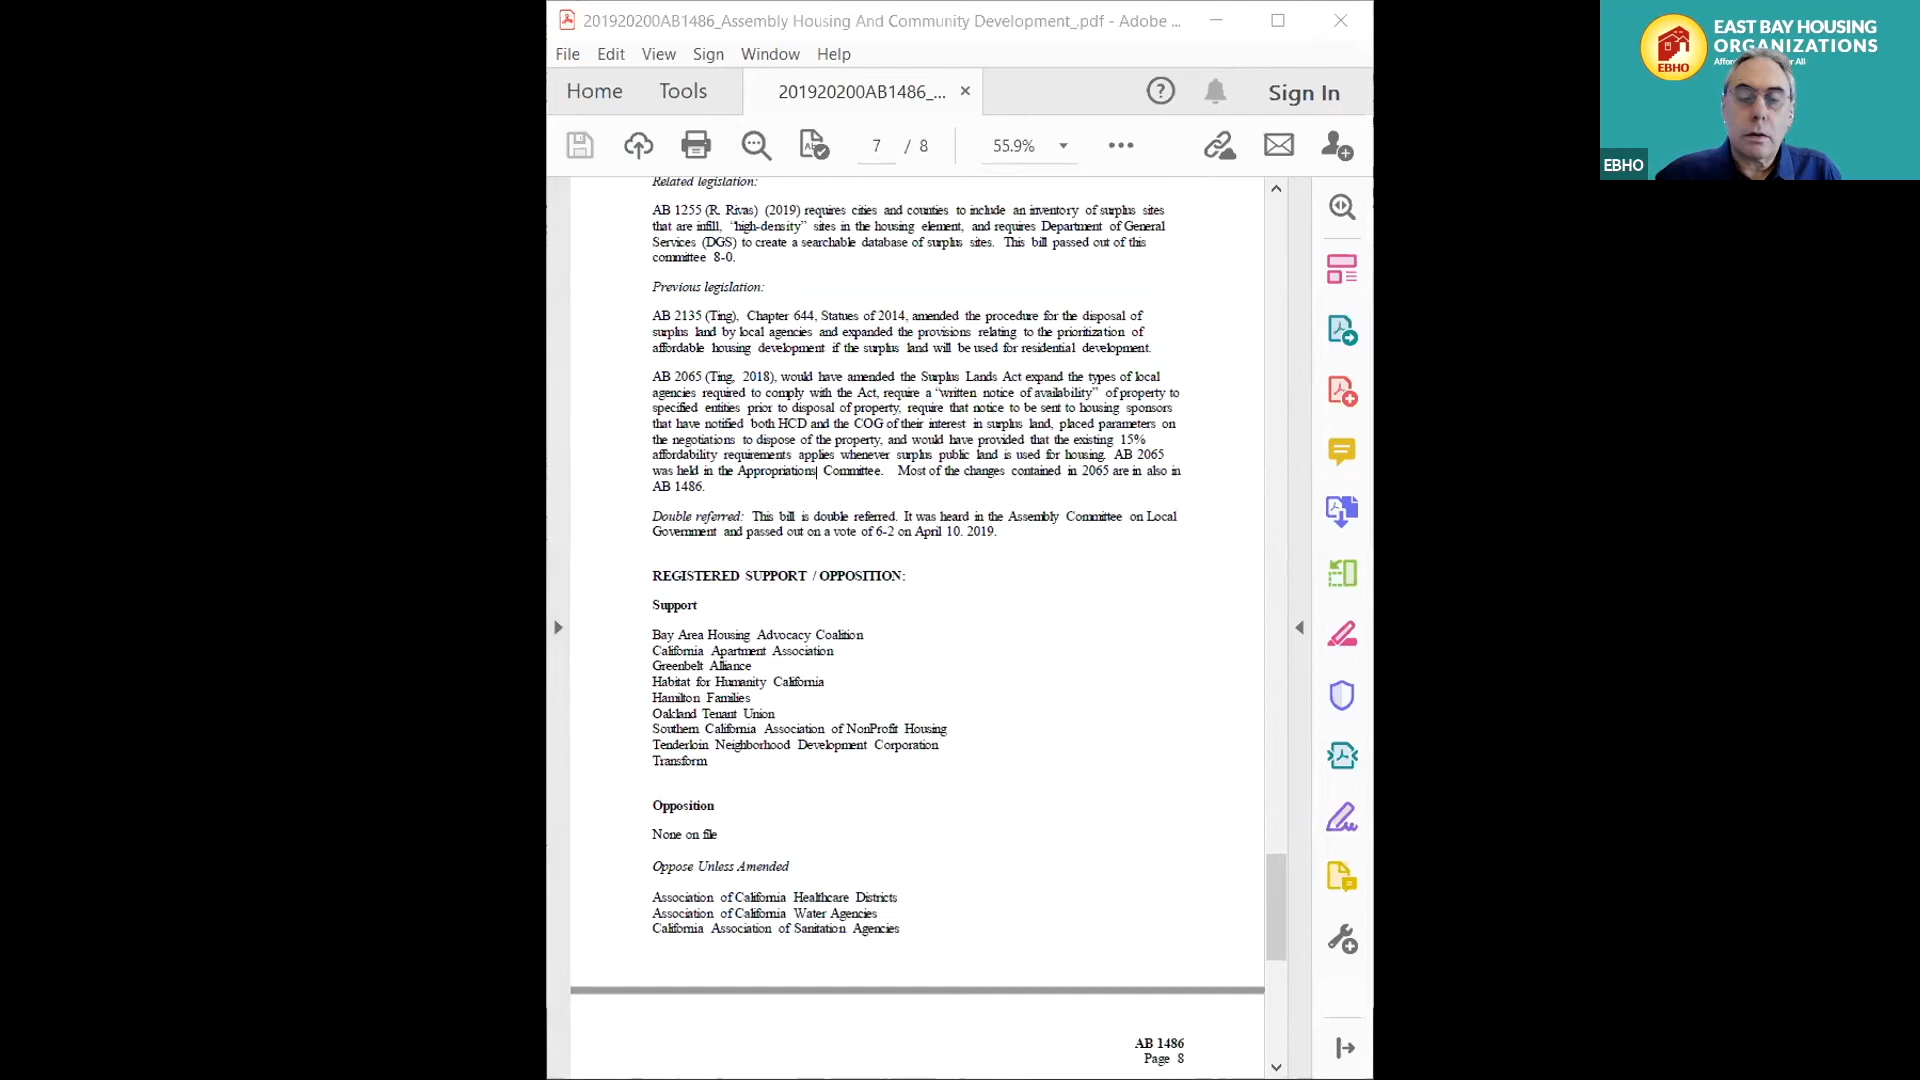 201920200AB1486_Assembly Housing And Community Development_.pdf - Adobe ...
File Edit View Sign Window Help
Home Tools 201920200AB1486_... × Sign In
7 / 8 55.9%
Related legislation:
AB 1255 (R. Rivas) (2019) requires cities and counties to include an inventory of surplus sites
that are infill, “high-density” sites in the housing element, and requires Department of General
Services (DGS) to create a searchable database of surplus sites. This bill passed out of this
committee 8-0.
Previous legislation:
AB 2135 (Ting), Chapter 644, Statues of 2014, amended the procedure for the disposal of
surplus land by local agencies and expanded the provisions relating to the prioritization of
affordable housing development if the surplus land will be used for residential development.
AB 2065 (Ting, 2018), would have amended the Surplus Lands Act expand the types of local
agencies required to comply with the Act, require a “written notice of availability” of property to
specified entities prior to disposal of property, require that notice to be sent to housing sponsors
that have notified both HCD and the COG of their interest in surplus land, placed parameters on
the negotiations to dispose of the property, and would have provided that the existing 15%
affordability requirements applies whenever surplus public land is used for housing. AB 2065
was held in the Appropriations Committee. Most of the changes contained in 2065 are in also in
AB 1486.
Double referred: This bill is double referred. It was heard in the Assembly Committee on Local
Government and passed out on a vote of 6-2 on April 10. 2019.
REGISTERED SUPPORT / OPPOSITION:
Support
Bay Area Housing Advocacy Coalition
California Apartment Association
Greenbelt Alliance
Habitat for Humanity California
Hamilton Families
Oakland Tenant Union
Southern California Association of NonProfit Housing
Tenderloin Neighborhood Development Corporation
Transform
Opposition
None on file
Oppose Unless Amended
Association of California Healthcare Districts
Association of California Water Agencies
California Association of Sanitation Agencies
AB 1486
Page 8
EAST BAY HOUSING
ORGANIZATIONS
EBHO
EBHO